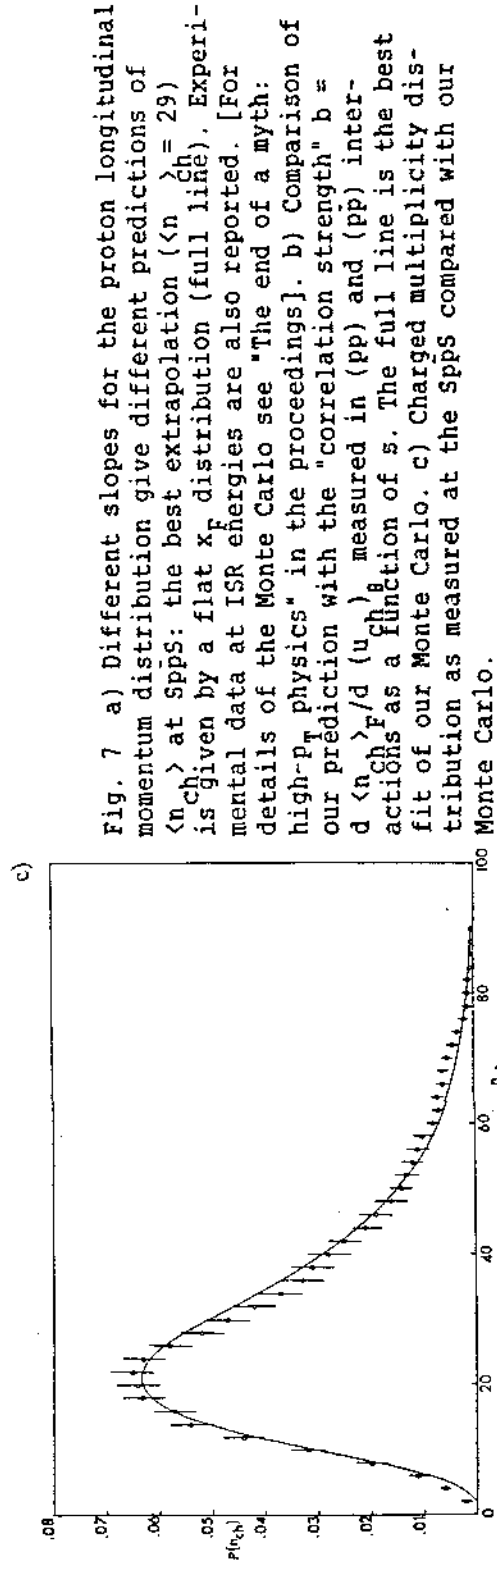 c)
.08
.07
.06
.05
.04
.03
.02
.01
P(n_ch)
0
20
40
60
80
100
n
Fig. 7 a) Different slopes for the proton longitudinal
momentum distribution give different predictions of
<n_ch> at Spp̄S: the best extrapolation (<n_ch> = 29)
is given by a flat x_F distribution (full line). Experi-
mental data at ISR energies are also reported. [For
details of the Monte Carlo see "The end of a myth:
high-p_T physics" in the proceedings]. b) Comparison of
our prediction with the "correlation strength" b =
d <n_ch>_F/d (u_ch)_B measured in (pp) and (p̄p) inter-
actions as a function of s. The full line is the best
fit of our Monte Carlo. c) Charged multiplicity dis-
tribution as measured at the Spp̄S compared with our
Monte Carlo.